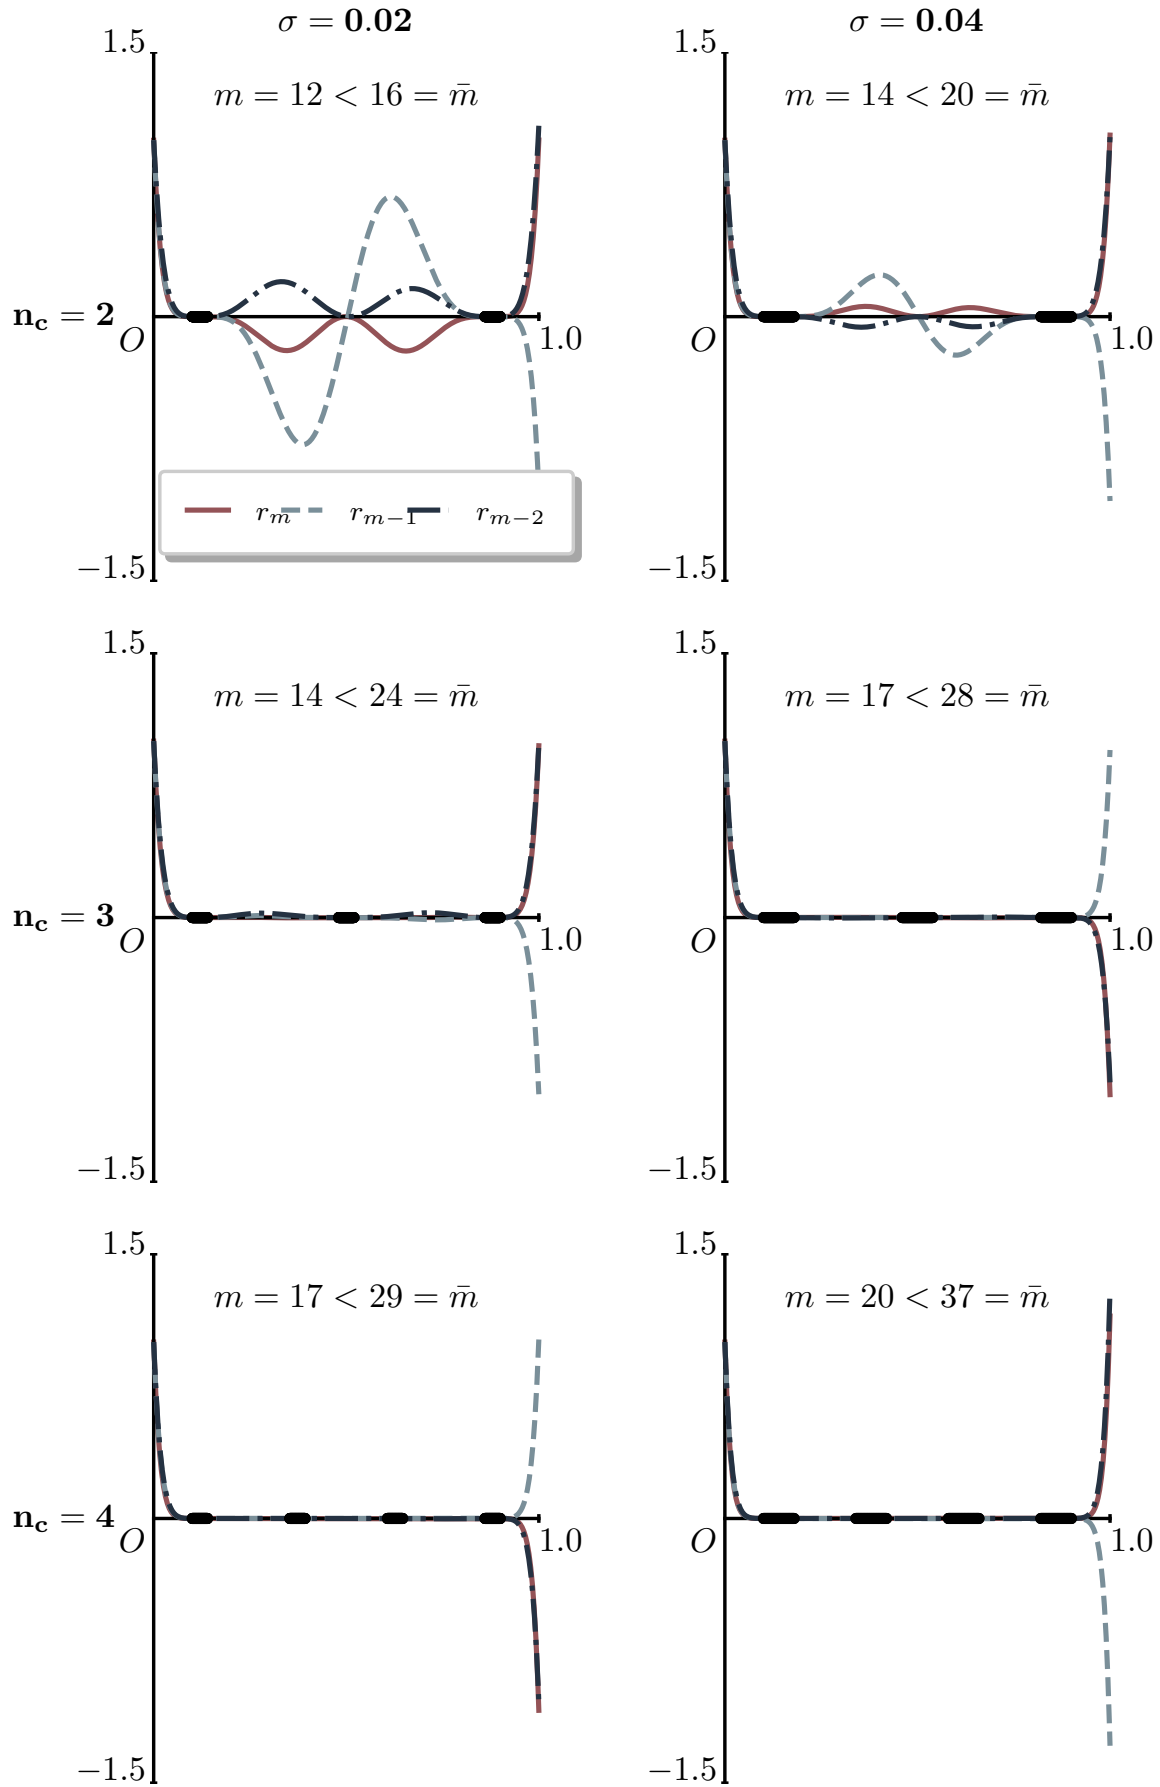 σ = 0.02
σ = 0.04
1.5
m = 12 < 16 = m̄
n_c = 2
O
1.0
r_m r_{m−1} r_{m−2}
−1.5
1.5
m = 14 < 20 = m̄
O
1.0
−1.5
1.5
m = 14 < 24 = m̄
n_c = 3
O
1.0
−1.5
1.5
m = 17 < 28 = m̄
O
1.0
−1.5
1.5
m = 17 < 29 = m̄
n_c = 4
O
1.0
−1.5
1.5
m = 20 < 37 = m̄
O
1.0
−1.5